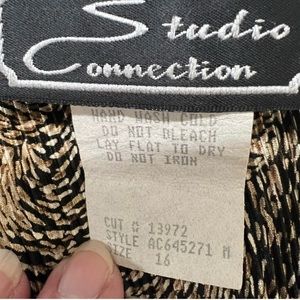 Studio
Connection
HAND WASH COLD
DO NOT BLEACH
LAY FLAT TO DRY
DO NOT IRON
CUT # 13972
STYLE AC645271 M
SIZE 16